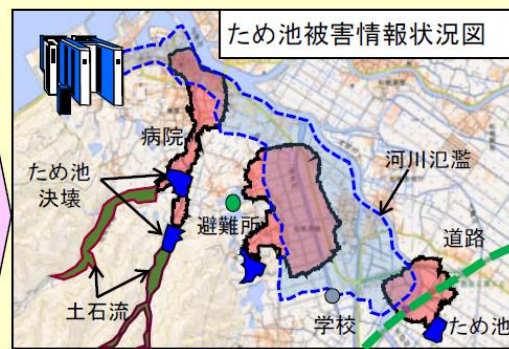 ため池被害情報状況図
病院
ため池
決壊
河川氾濫
避難所
道路
土石流
学校
ため池